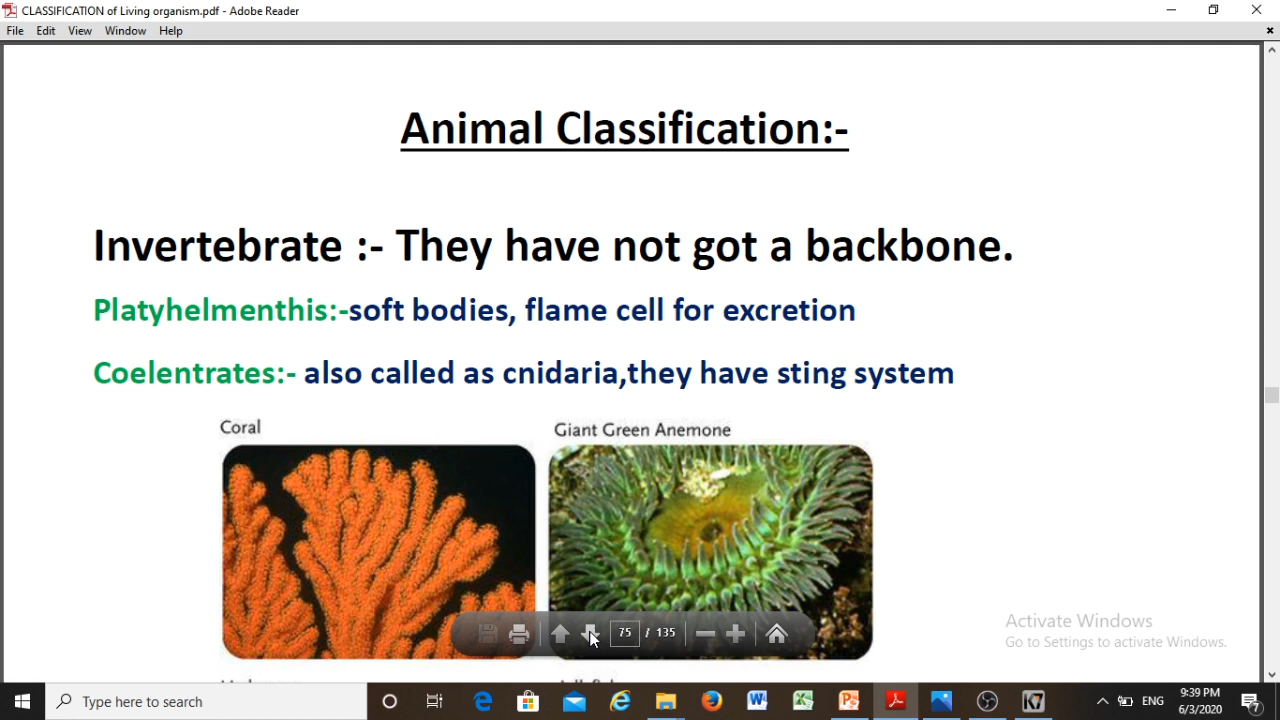 CLASSIFICATION of Living organism.pdf - Adobe Reader
File Edit View Window Help
Animal Classification:-
Invertebrate :- They have not got a backbone.
Platyhelmenthis:-soft bodies, flame cell for excretion
Coelentrates:- also called as cnidaria,they have sting system
Coral
Giant Green Anemone
75 / 135
Activate Windows
Go to Settings to activate Windows.
Type here to search
ENG
9:39 PM
6/3/2020
7